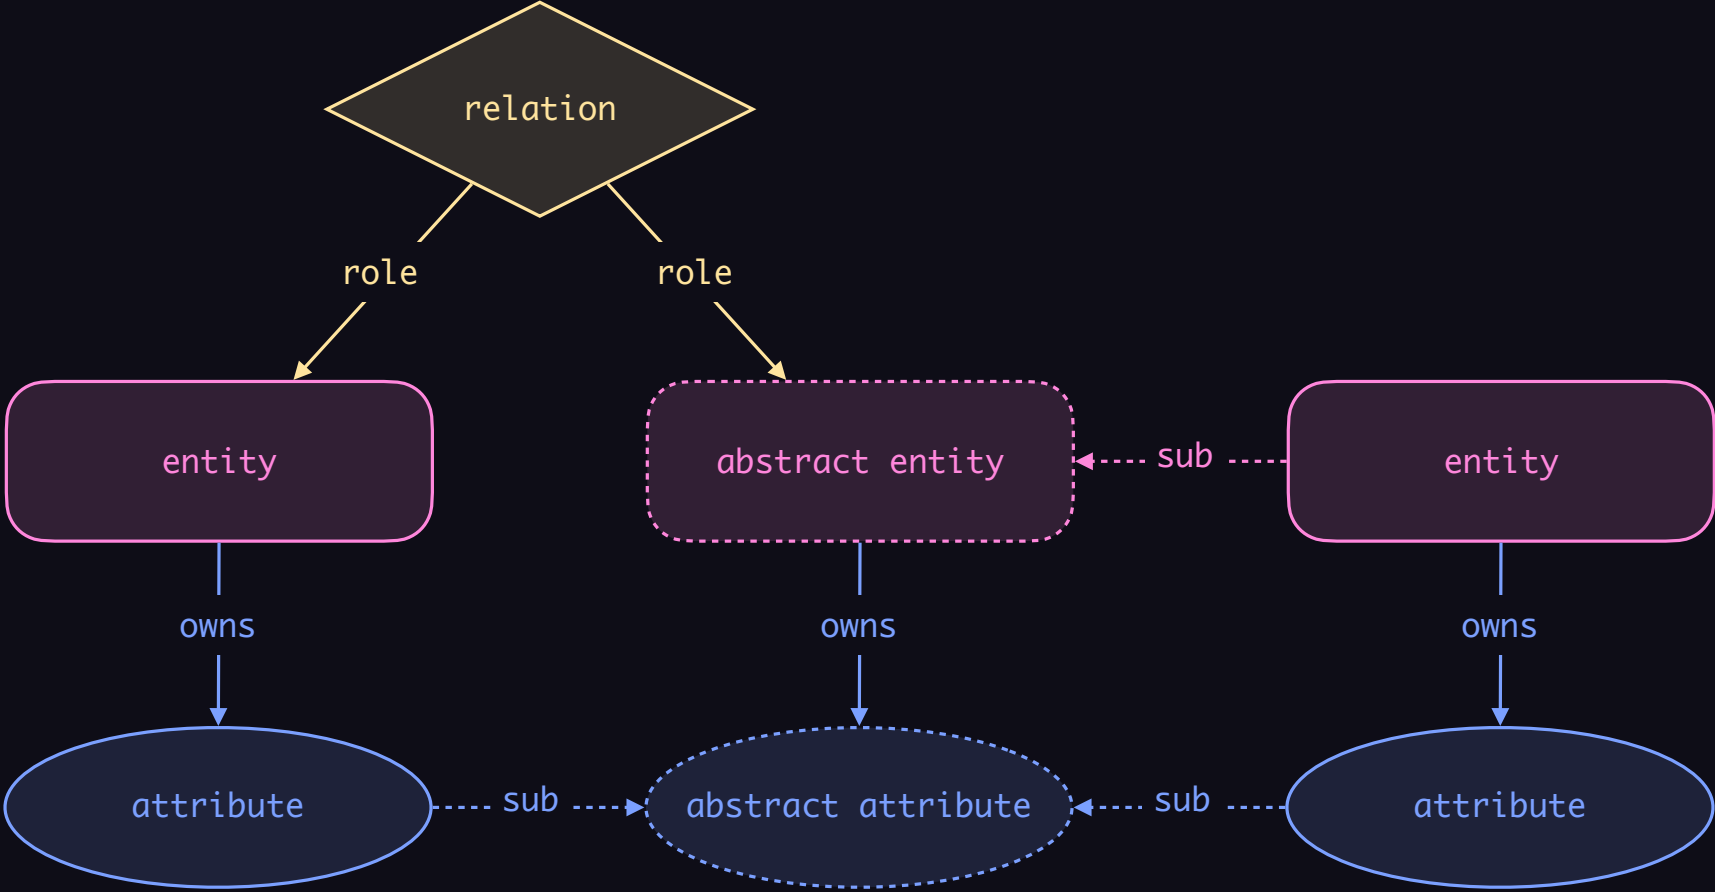 relation
role
role
entity
abstract entity
sub
entity
owns
owns
owns
attribute
sub
abstract attribute
sub
attribute